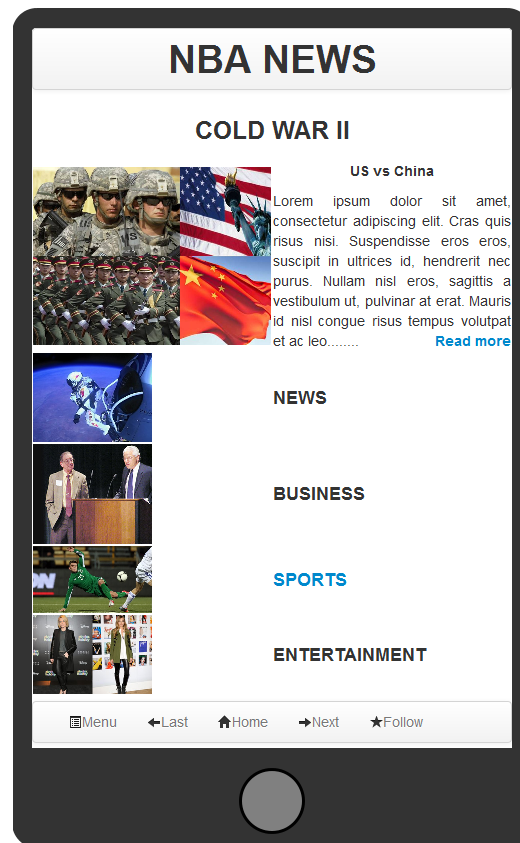 NBA NEWS
COLD WAR II
US vs China
Lorem ipsum dolor sit amet,
consectetur adipiscing elit. Cras quis
risus nisi. Suspendisse eros eros,
suscipit in ultrices id, hendrerit nec
purus. Nullam nisl eros, sagittis a
vestibulum ut, pulvinar at erat. Mauris
id nisl congue risus tempus volutpat
et ac leo........ Read more
NEWS
BUSINESS
SPORTS
ENTERTAINMENT
Menu Last Home Next Follow